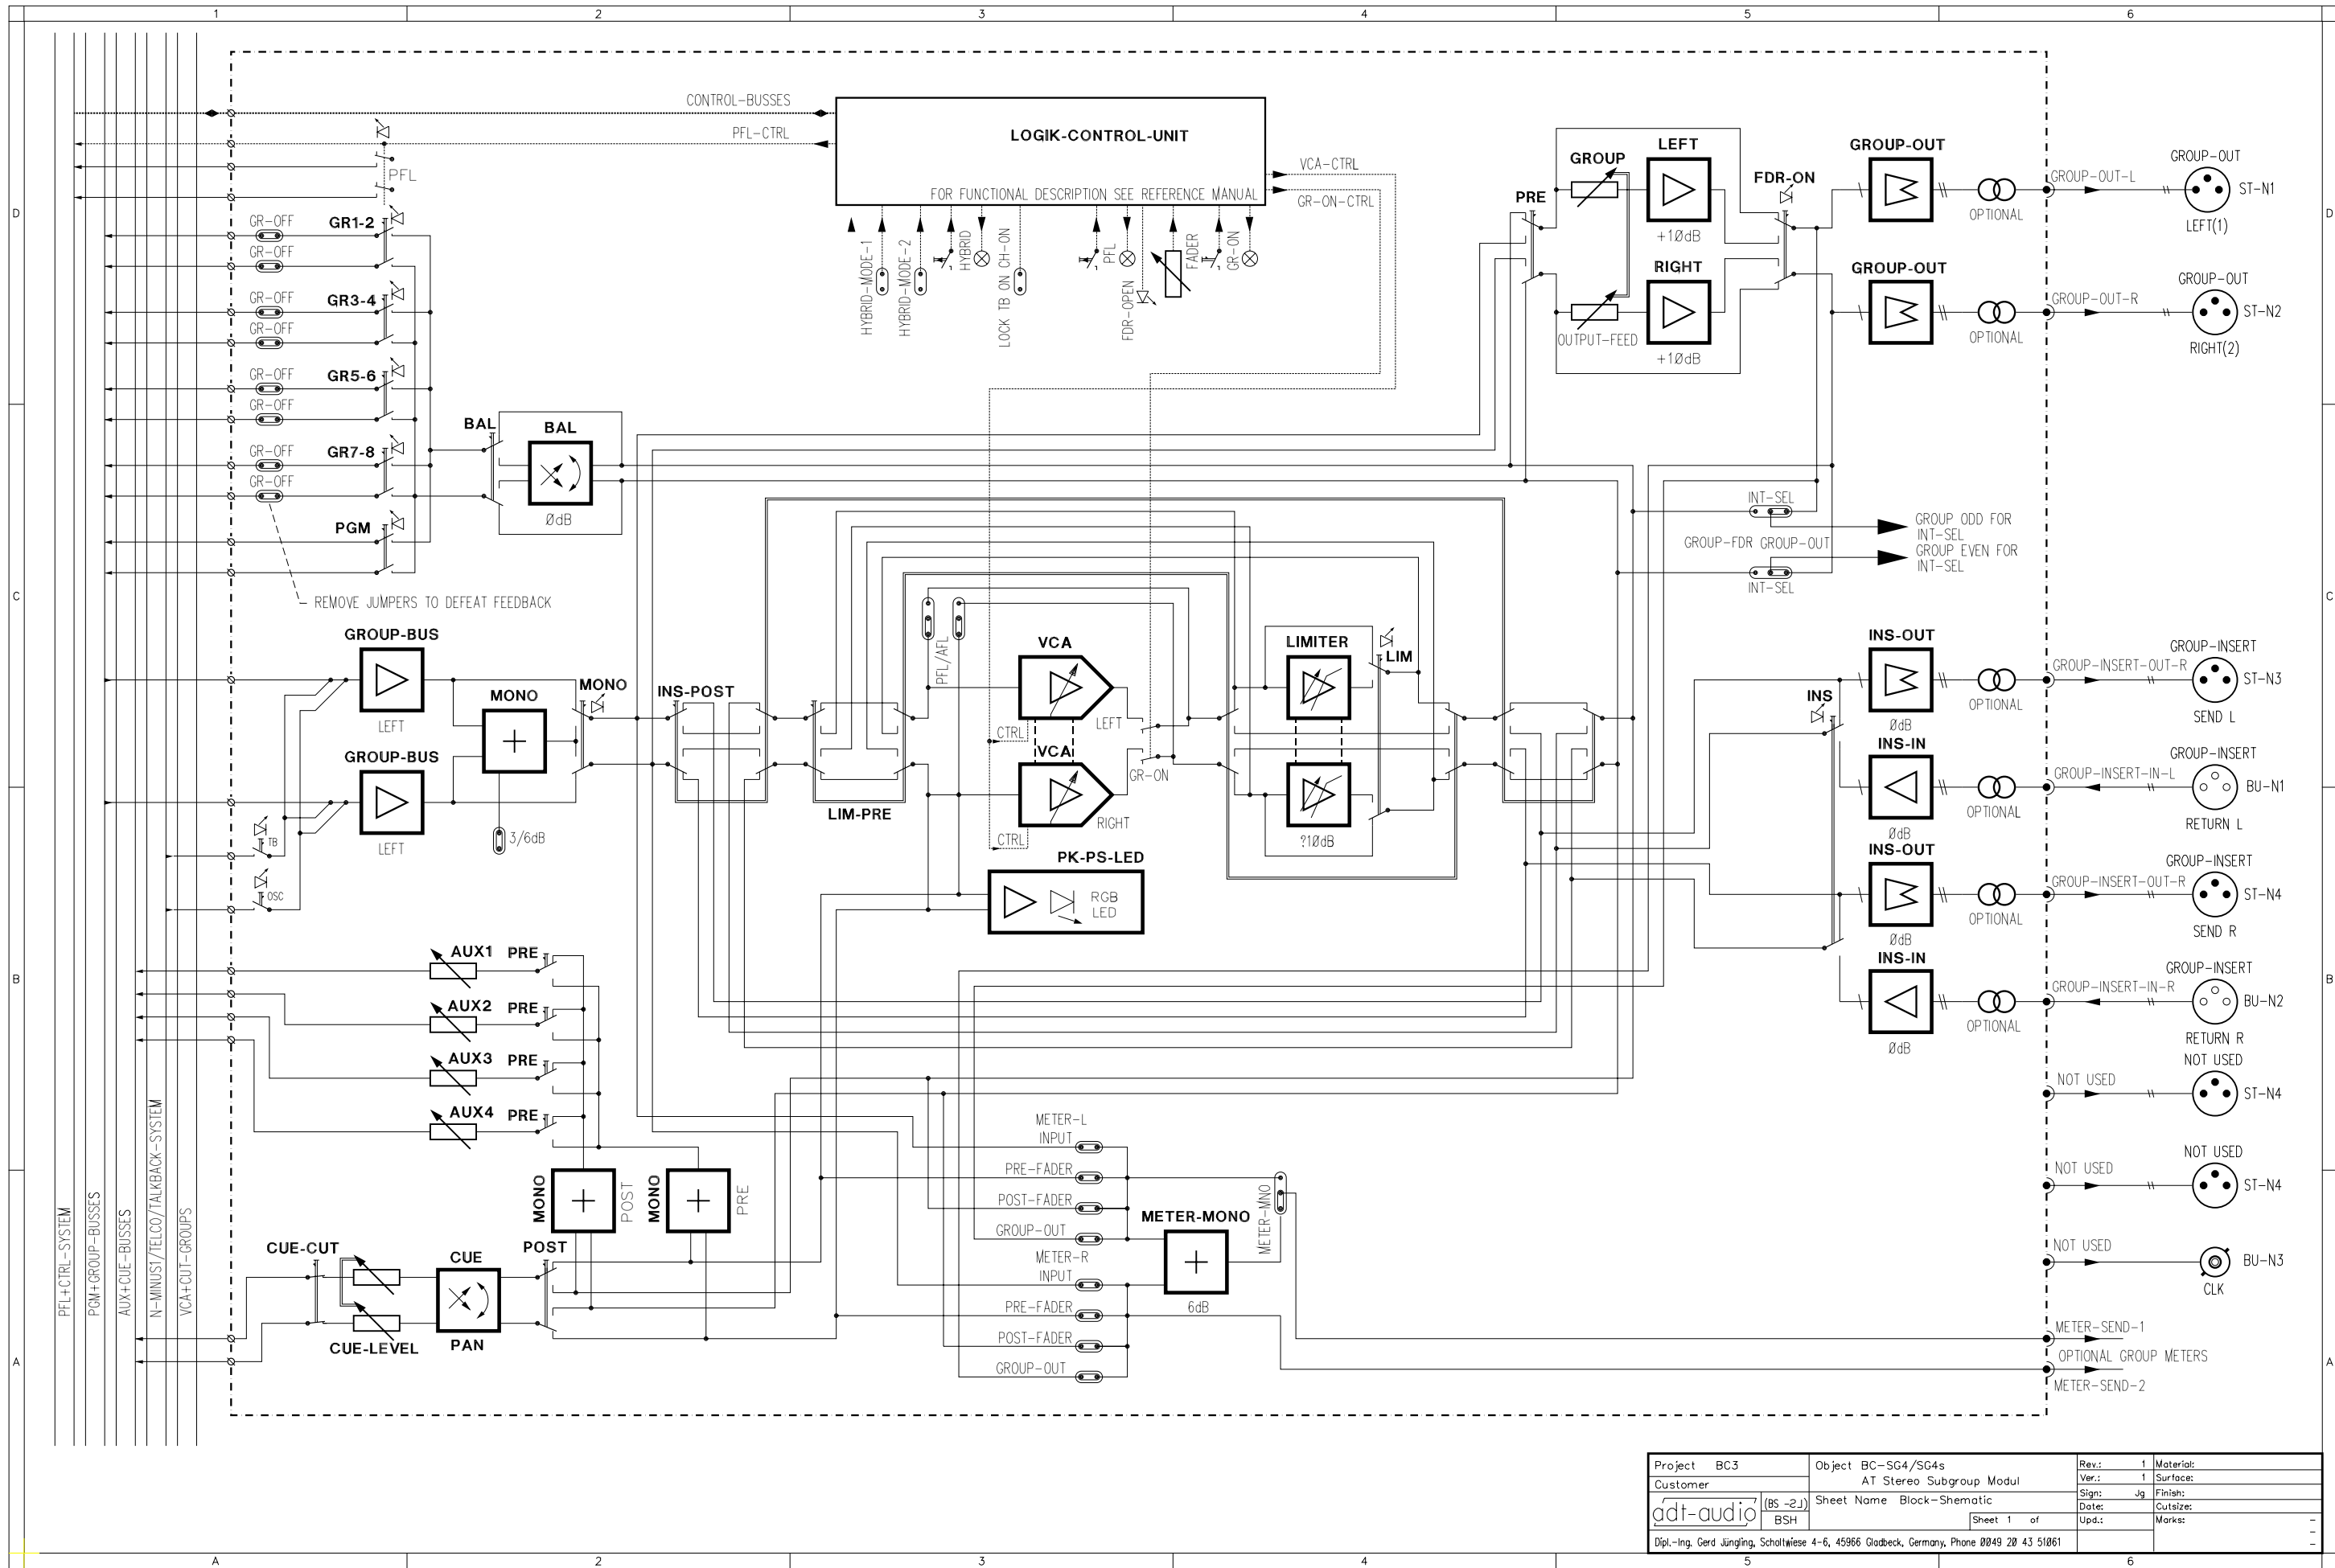 1 2 3 4 5 6
D
C
B
A
CONTROL-BUSSES
PFL-CTRL
PFL
LOGIK-CONTROL-UNIT
FOR FUNCTIONAL DESCRIPTION SEE REFERENCE MANUAL
VCA-CTRL
GR-ON-CTRL
HYBRID-MODE-1
HYBRID-MODE-2
HYBRID
LOCK TB ON CH-ON
PFL
FDR-OPEN
FADER
GR-ON
GR-OFF
GR1-2
GR-OFF
GR-OFF
GR3-4
GR-OFF
GR-OFF
GR5-6
GR-OFF
GR-OFF
GR7-8
GR-OFF
PGM
REMOVE JUMPERS TO DEFEAT FEEDBACK
BAL
BAL
ØdB
PRE
GROUP
OUTPUT-FEED
LEFT
+1ØdB
RIGHT
+1ØdB
FDR-ON
GROUP-OUT
OPTIONAL
GROUP-OUT-L
GROUP-OUT
ST-N1
LEFT(1)
GROUP-OUT
OPTIONAL
GROUP-OUT-R
GROUP-OUT
ST-N2
RIGHT(2)
INT-SEL
GROUP ODD FOR
INT-SEL
GROUP-FDR GROUP-OUT
GROUP EVEN FOR
INT-SEL
INT-SEL
GROUP-BUS
LEFT
GROUP-BUS
LEFT
MONO
MONO
3/6dB
TB
OSC
INS-POST
LIM-PRE
PFL/AFL
VCA
LEFT
CTRL
VCA
GR-ON
RIGHT
CTRL
LIMITER
LIM
?1ØdB
PK-PS-LED
RGB
LED
INS
INS-OUT
ØdB
OPTIONAL
GROUP-INSERT-OUT-R
GROUP-INSERT
ST-N3
SEND L
INS-IN
ØdB
OPTIONAL
GROUP-INSERT-IN-L
GROUP-INSERT
BU-N1
RETURN L
INS-OUT
ØdB
OPTIONAL
GROUP-INSERT-OUT-R
GROUP-INSERT
ST-N4
SEND R
INS-IN
ØdB
OPTIONAL
GROUP-INSERT-IN-R
GROUP-INSERT
BU-N2
RETURN R
NOT USED
NOT USED
ST-N4
NOT USED
NOT USED
ST-N4
NOT USED
BU-N3
CLK
AUX1 PRE
AUX2 PRE
AUX3 PRE
AUX4 PRE
MONO
POST
MONO
PRE
CUE-CUT
CUE-LEVEL
CUE
PAN
POST
METER-L
INPUT
PRE-FADER
POST-FADER
GROUP-OUT
METER-R
INPUT
PRE-FADER
POST-FADER
GROUP-OUT
METER-MONO
6dB
METER-MNO
METER-SEND-1
OPTIONAL GROUP METERS
METER-SEND-2
PFL+CTRL-SYSTEM
PGM+GROUP-BUSSES
AUX+CUE-BUSSES
N-MINUS1/TELCO/TALKBACK-SYSTEM
VCA+CUT-GROUPS
D
C
B
A
Project BC3
Customer
adt-audio
(BS -2J)
BSH
Object BC-SG4/SG4s
AT Stereo Subgroup Modul
Sheet Name Block-Shematic
Sheet 1 of
Rev.: 1 Material:
Ver.: 1 Surface:
Sign: Jg Finish:
Date: Cutsize:
Upd.: Marks: -
-
-
Dipl.-Ing. Gerd Jüngling, Scholtwiese 4-6, 45966 Gladbeck, Germany, Phone ØØ49 2Ø 43 51Ø61
A 2 3 4 5 6